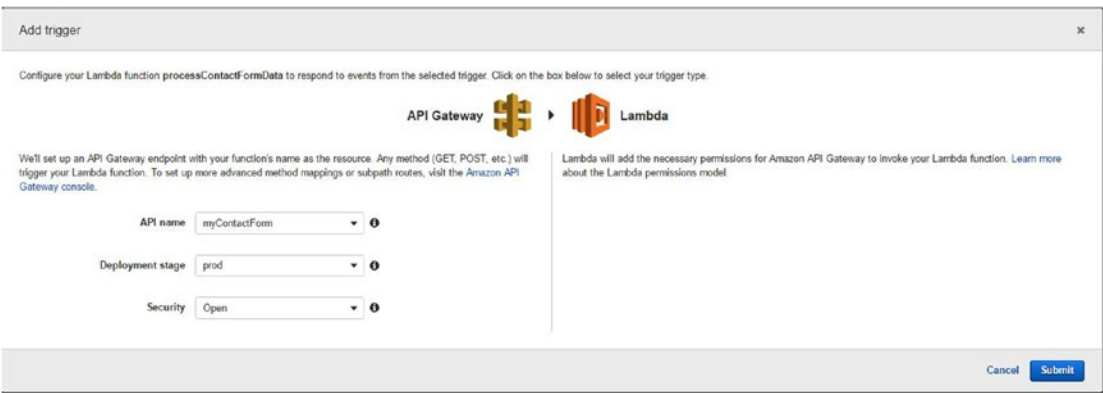 Add trigger
Configure your Lambda function processContactFormData to respond to events from the selected trigger. Click on the box below to select your trigger type.
API Gateway Lambda
We'll set up an API Gateway endpoint with your function's name as the resource. Any method (GET, POST, etc.) will
trigger your Lambda function. To set up more advanced method mappings or subpath routes, visit the Amazon API
Gateway console.
Lambda will add the necessary permissions for Amazon API Gateway to invoke your Lambda function. Learn more
about the Lambda permissions model.
API name myContactForm
Deployment stage prod
Security Open
Cancel Submit